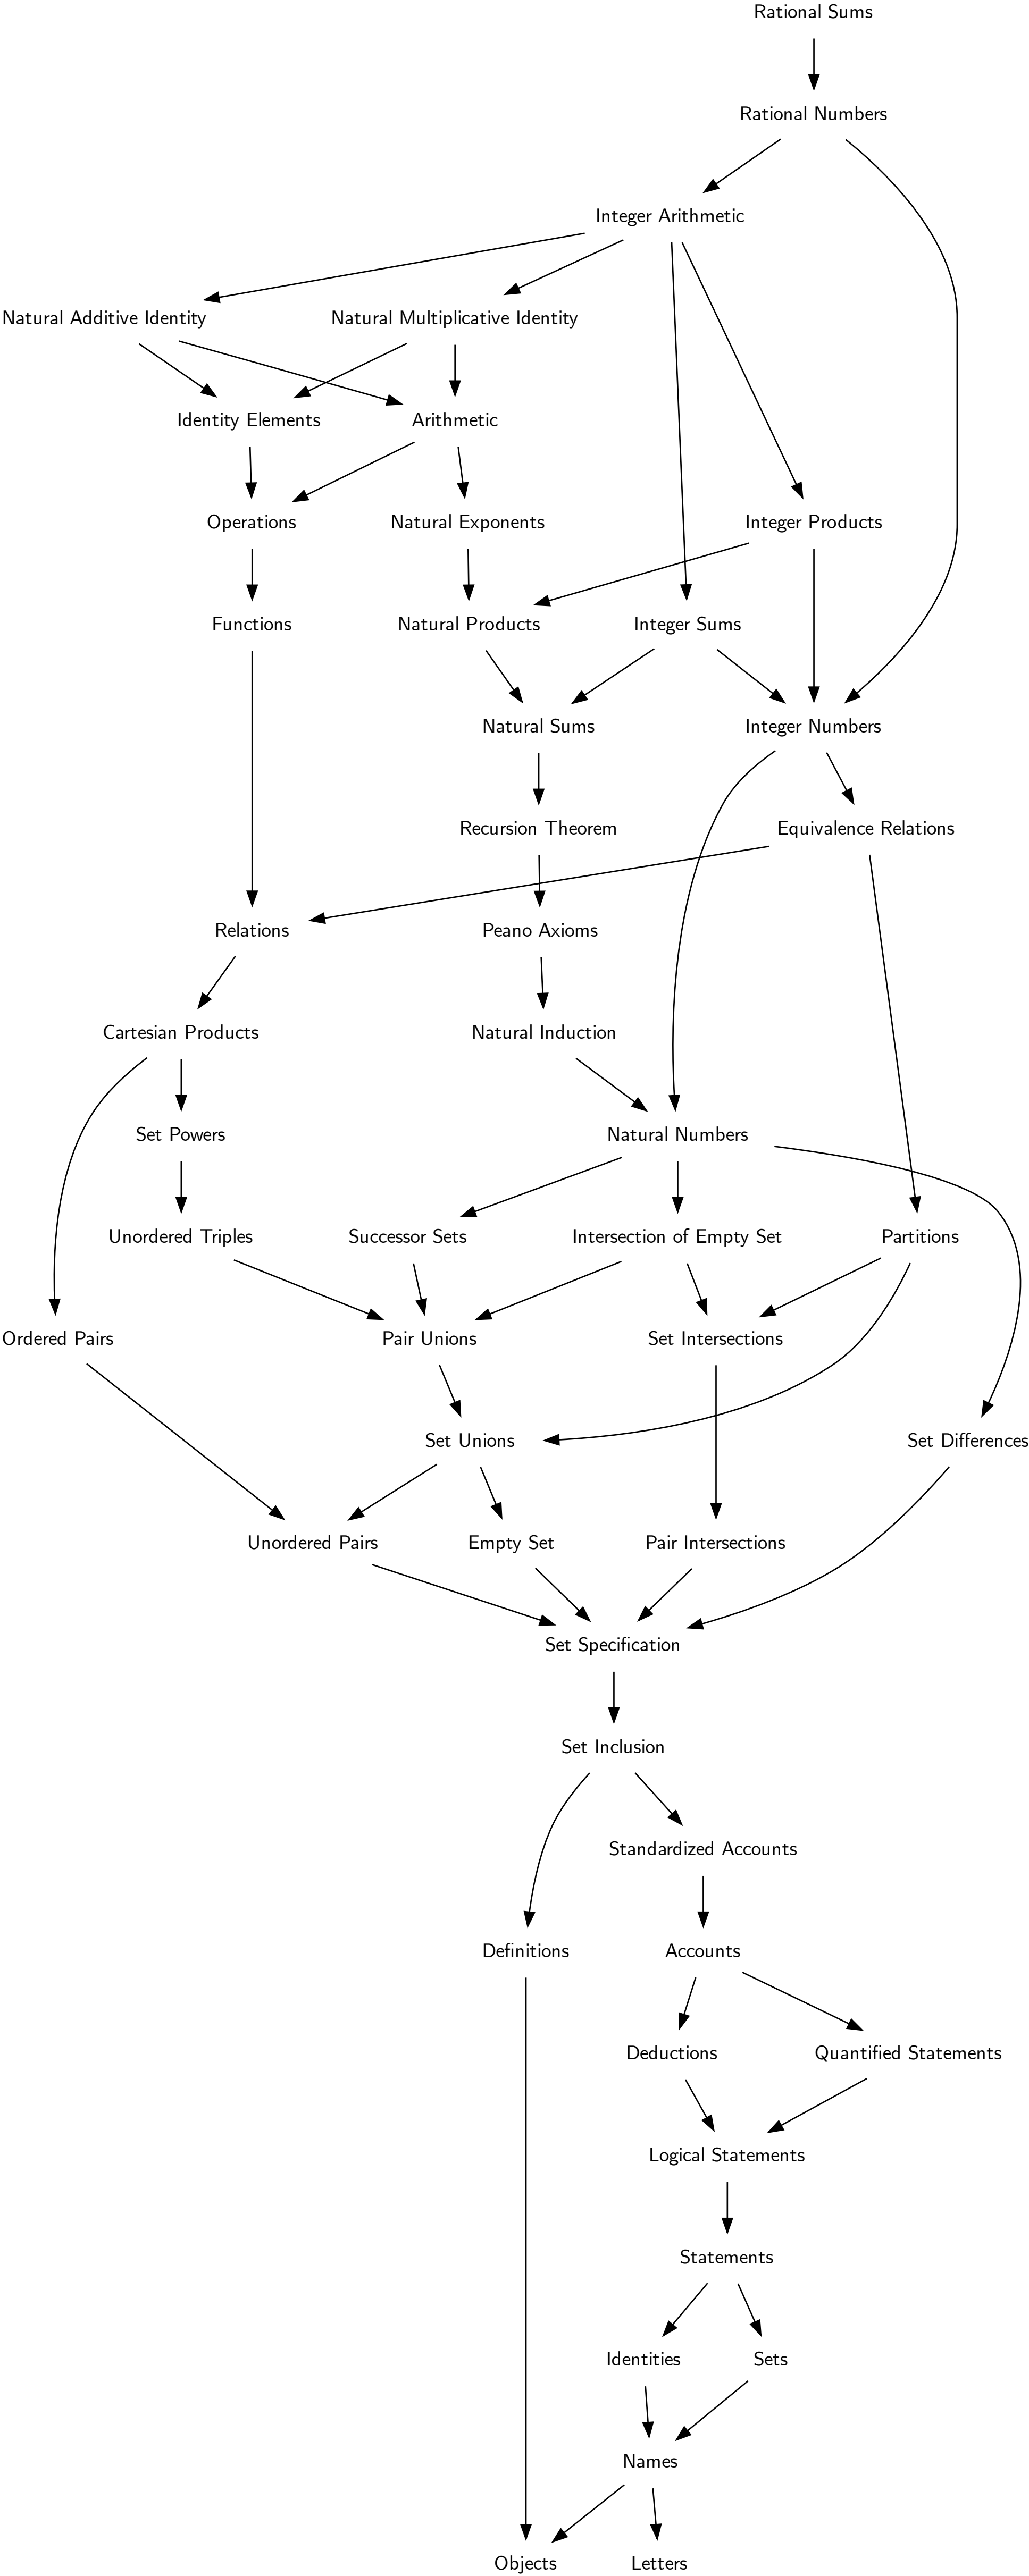 Rational Sums
Rational Numbers
Integer Arithmetic
Natural Additive Identity
Natural Multiplicative Identity
Identity Elements
Arithmetic
Operations
Natural Exponents
Integer Products
Functions
Natural Products
Integer Sums
Natural Sums
Integer Numbers
Recursion Theorem
Equivalence Relations
Relations
Peano Axioms
Cartesian Products
Natural Induction
Set Powers
Natural Numbers
Unordered Triples
Successor Sets
Intersection of Empty Set
Partitions
Ordered Pairs
Pair Unions
Set Intersections
Set Unions
Set Differences
Unordered Pairs
Empty Set
Pair Intersections
Set Specification
Set Inclusion
Standardized Accounts
Definitions
Accounts
Deductions
Quantified Statements
Logical Statements
Statements
Identities
Sets
Names
Objects
Letters